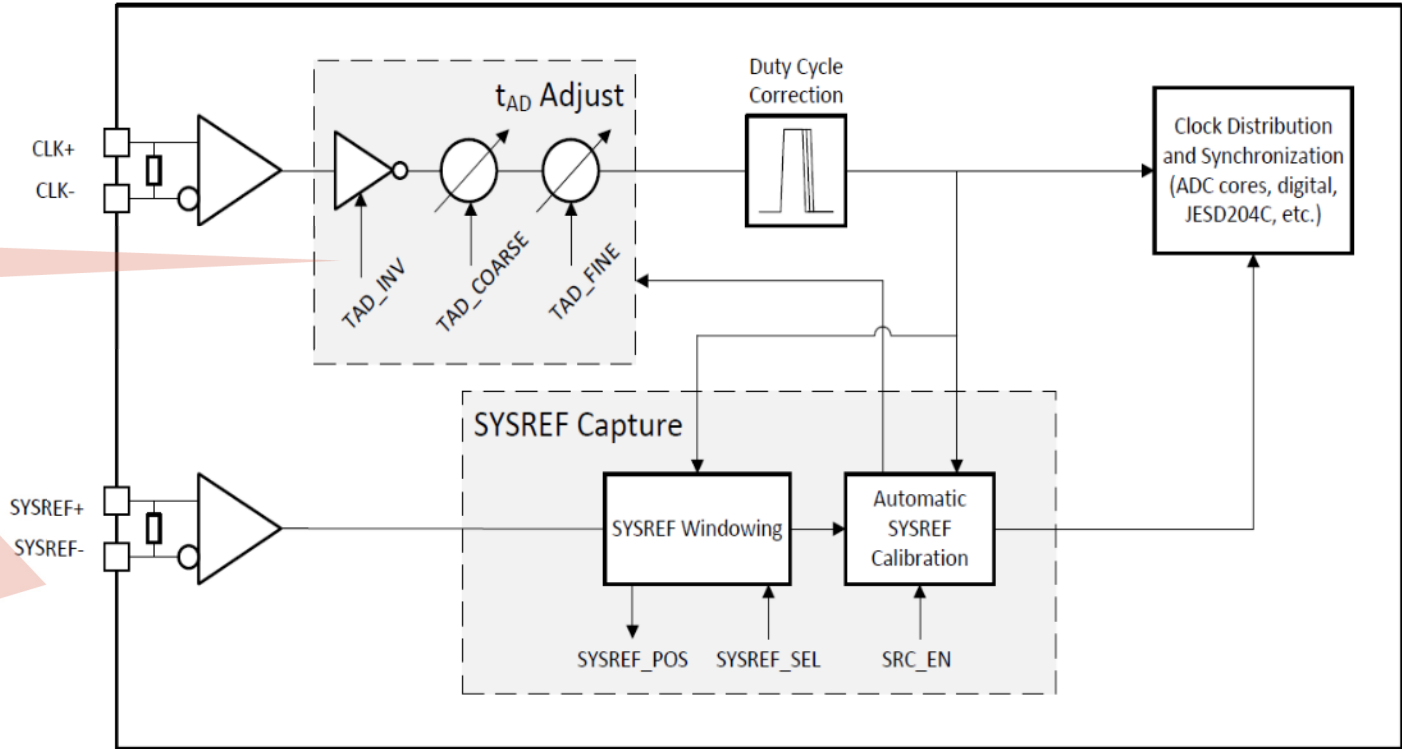 t_AD Adjust
Duty Cycle
Correction
Clock Distribution
and Synchronization
(ADC cores, digital,
JESD204C, etc.)
CLK+
CLK-
TAD_INV
TAD_COARSE
TAD_FINE
SYSREF Capture
SYSREF+
SYSREF-
SYSREF Windowing
Automatic
SYSREF
Calibration
SYSREF_POS
SYSREF_SEL
SRC_EN